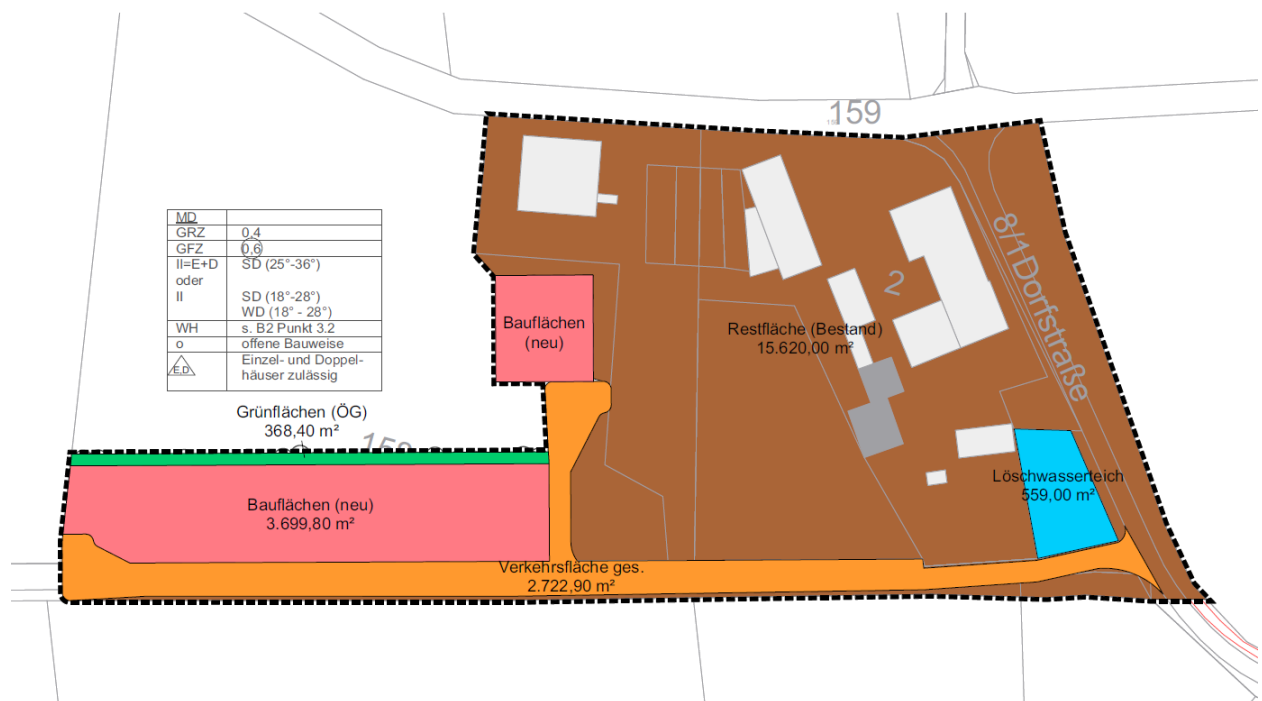 159
MD
GRZ 0,4
GFZ 0,6
II=E+D SD (25°-36°)
oder
II SD (18°-28°)
WD (18° - 28°)
WH s. B2 Punkt 3.2
o offene Bauweise
E,D Einzel- und Doppel-
häuser zulässig
8/1
Dorfstraße
2
Bauflächen
(neu)
Restfläche (Bestand)
15.620,00 m²
Grünflächen (ÖG)
368,40 m²
Löschwasserteich
559,00 m²
Bauflächen (neu)
3.699,80 m²
Verkehrsfläche ges.
2.722,90 m²